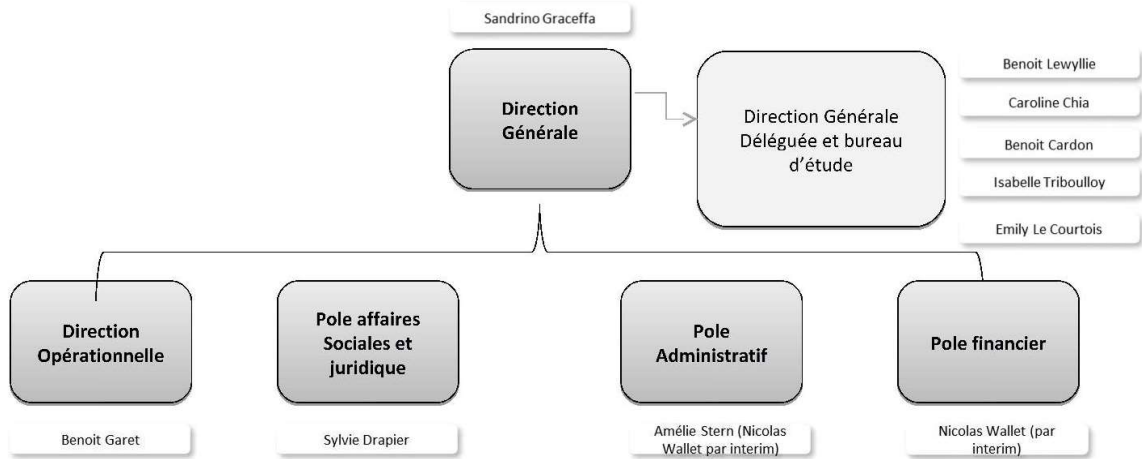 Sandrino Graceffa
Direction
Générale
Direction Générale
Déléguée et bureau
d'étude
Benoit Lewyllie
Caroline Chia
Benoit Cardon
Isabelle Triboulloy
Emily Le Courtois
Direction
Opérationnelle
Benoit Garet
Pole affaires
Sociales et
juridique
Sylvie Drapier
Pole
Administratif
Amélie Stern (Nicolas
Wallet par interim)
Pole financier
Nicolas Wallet (par
interim)